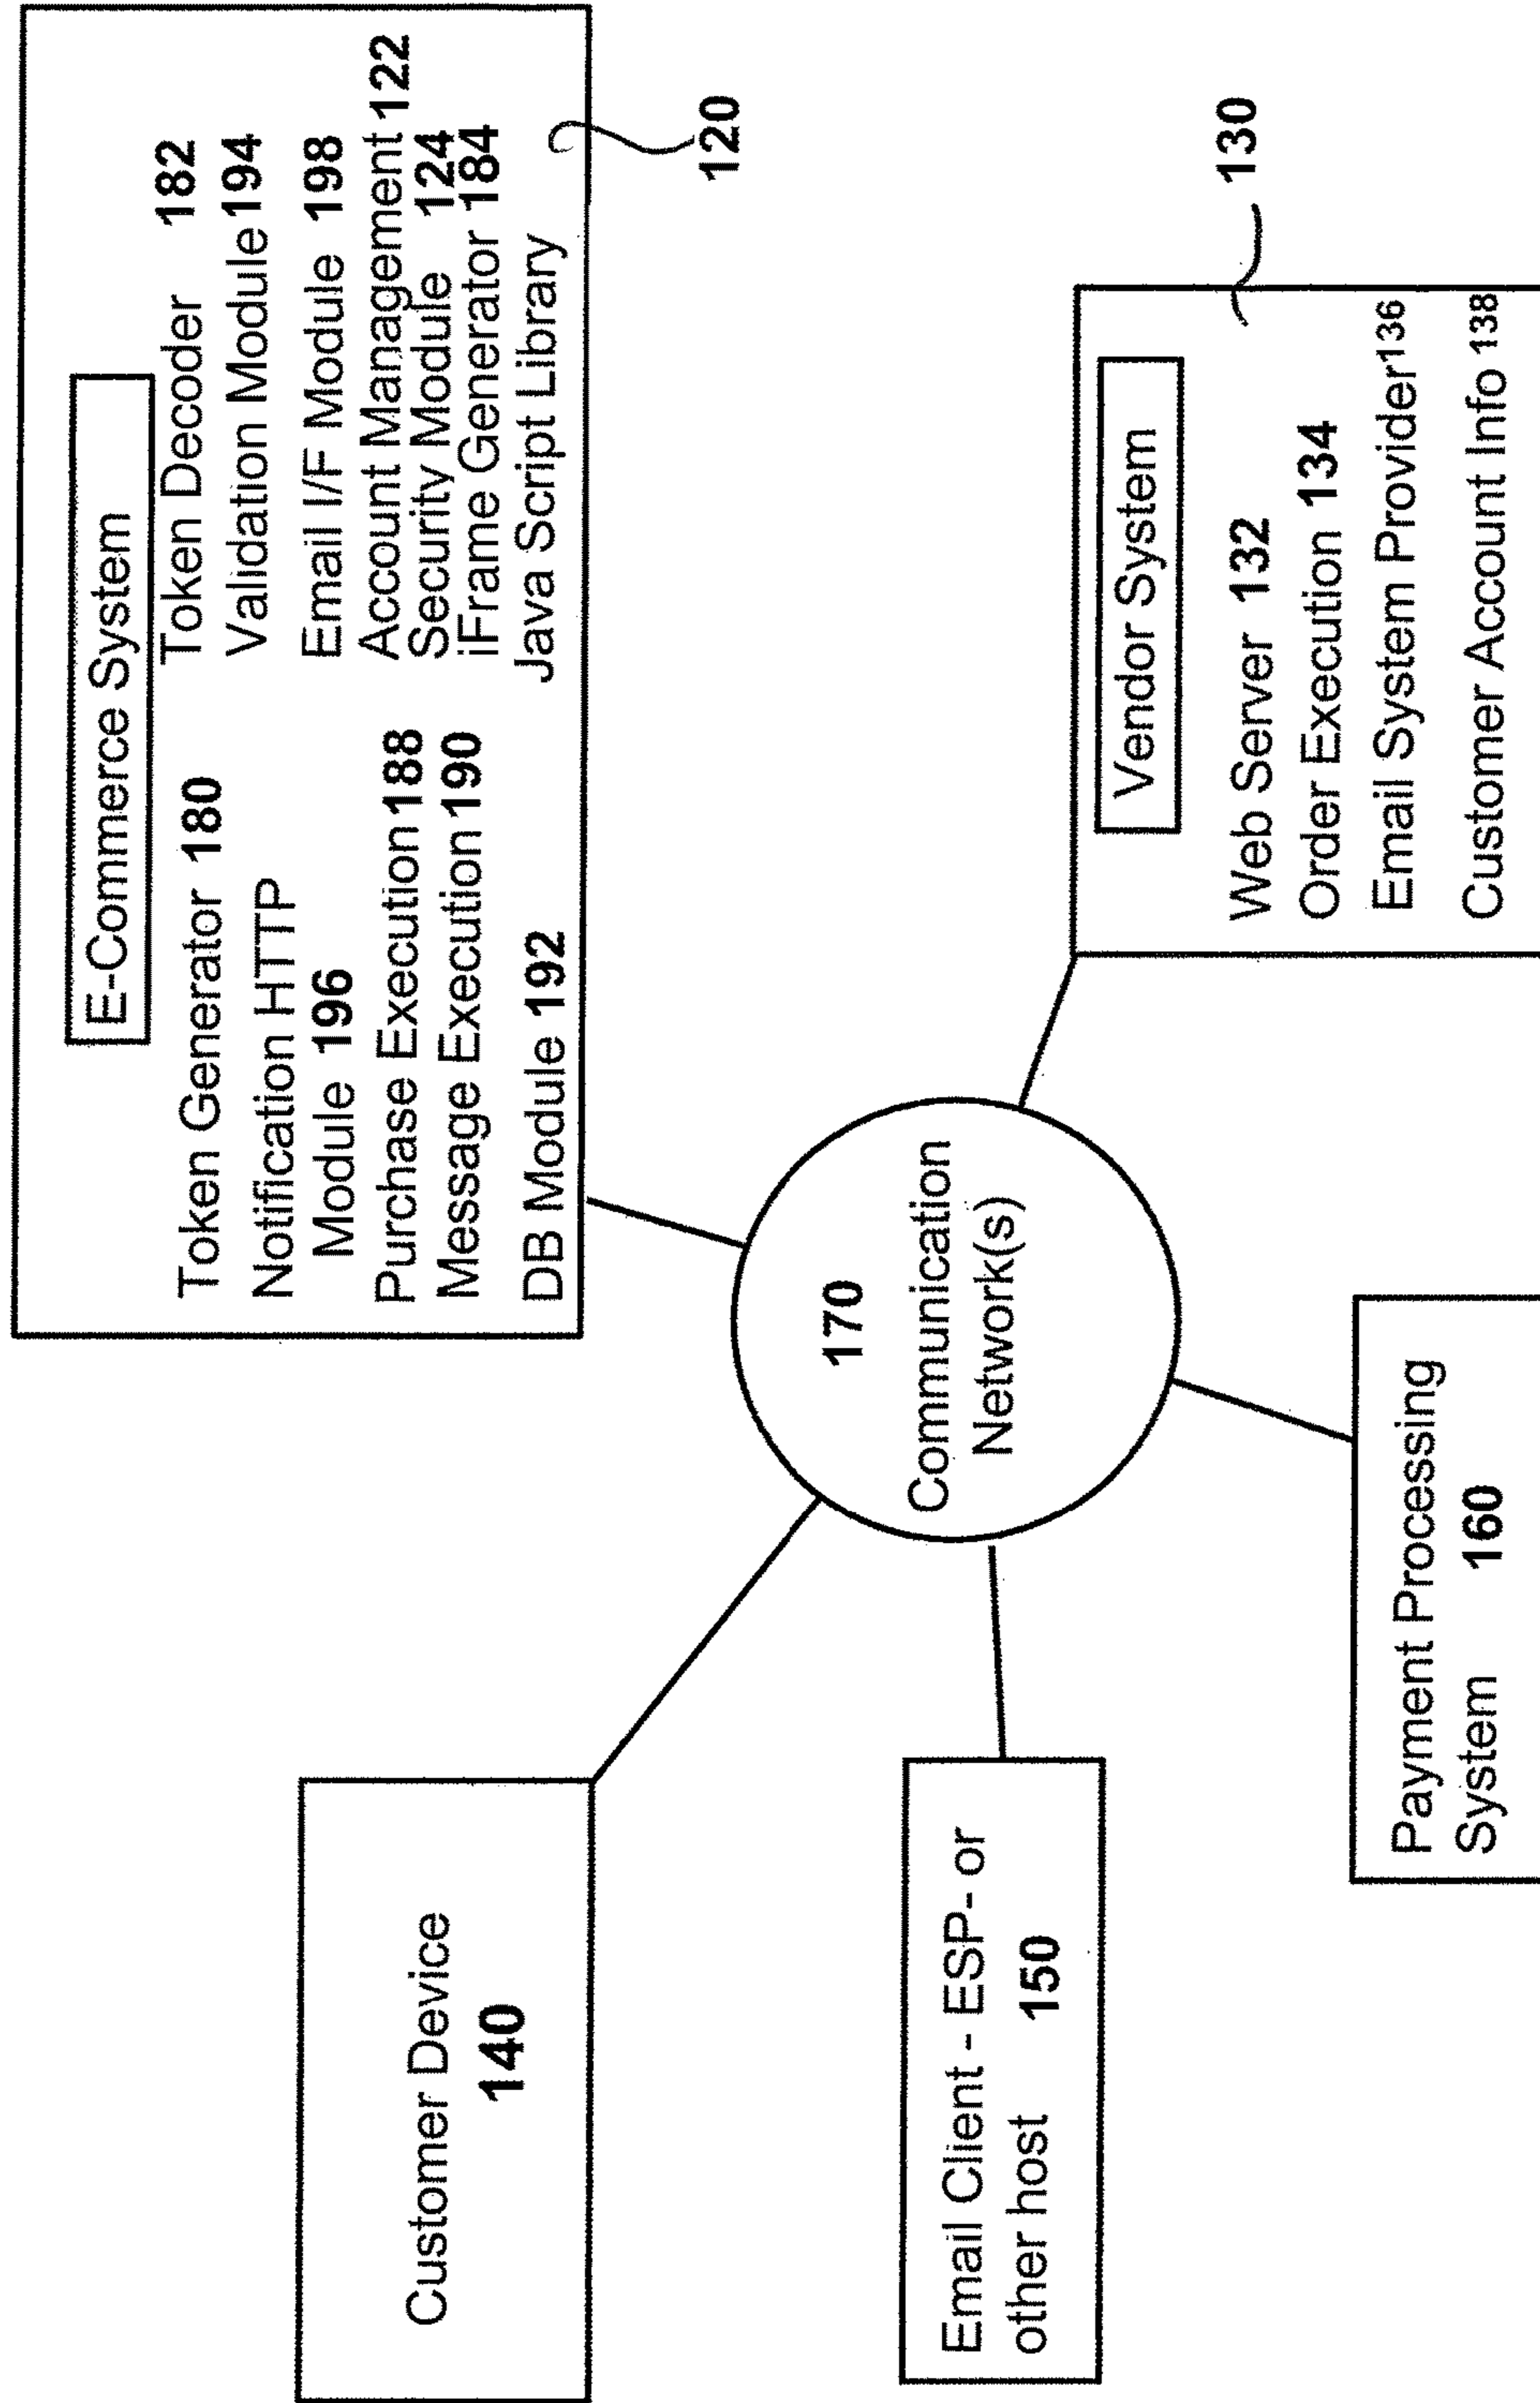 E-Commerce System
Token Generator 180
Notification HTTP
Module 196
Purchase Execution 188
Message Execution 190
DB Module 192
Token Decoder 182
Validation Module 194
Email I/F Module 198
Account Management 122
Security Module 124
iFrame Generator 184
Java Script Library
120
Customer Device
140
170
Communication
Network(s)
Email Client - ESP- or
other host 150
Payment Processing
System 160
Vendor System
Web Server 132
Order Execution 134
Email System Provider 136
Customer Account Info 138
130